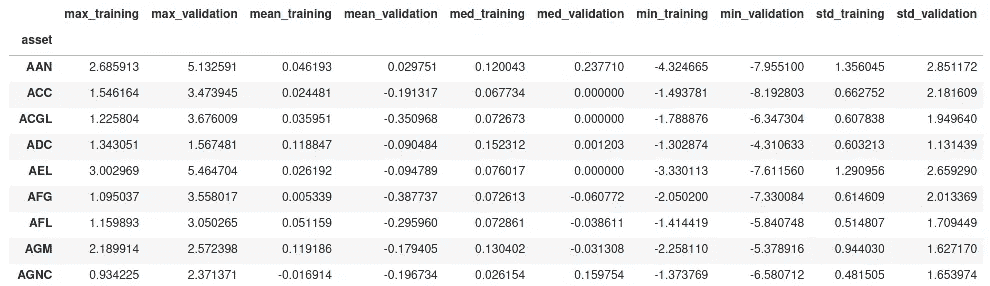 max_training max_validation mean_training mean_validation med_training med_validation min_training min_validation std_training std_validation
asset
AAN 2.685913 5.132591 0.046193 0.029751 0.120043 0.237710 -4.324665 -7.955100 1.356045 2.851172
ACC 1.546164 3.473945 0.024481 -0.191317 0.067734 0.000000 -1.493781 -8.192803 0.662752 2.181609
ACGL 1.225804 3.676009 0.035951 -0.350968 0.072673 0.000000 -1.788876 -6.347304 0.607838 1.949640
ADC 1.343051 1.567481 0.118847 -0.090484 0.152312 0.001203 -1.302874 -4.310633 0.603213 1.131439
AEL 3.002969 5.464704 0.026192 -0.094789 0.076017 0.000000 -3.330113 -7.611560 1.290956 2.659290
AFG 1.095037 3.558017 0.005339 -0.387737 0.072613 -0.060772 -2.050200 -7.330084 0.614609 2.013369
AFL 1.159893 3.050265 0.051159 -0.295960 0.072861 -0.038611 -1.414419 -5.840748 0.514807 1.709449
AGM 2.189914 2.572398 0.119186 -0.179405 0.130402 -0.031308 -2.258110 -5.378916 0.944030 1.627170
AGNC 0.934225 2.371371 -0.016914 -0.196734 0.026154 0.159754 -1.373769 -6.580712 0.481505 1.653974